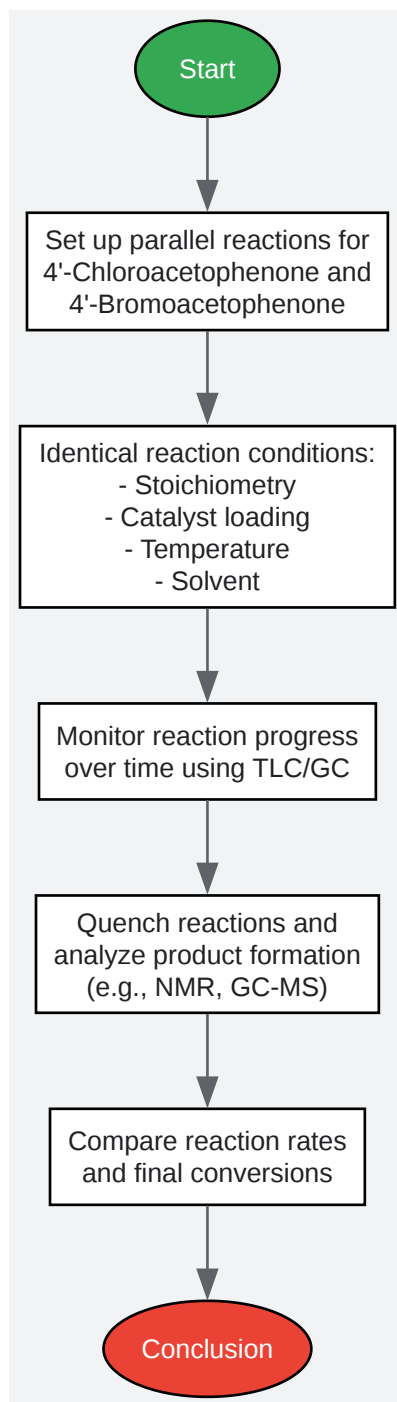 Start
Set up parallel reactions for
4'-Chloroacetophenone and
4'-Bromoacetophenone
Identical reaction conditions:
- Stoichiometry
- Catalyst loading
- Temperature
- Solvent
Monitor reaction progress
over time using TLC/GC
Quench reactions and
analyze product formation
(e.g., NMR, GC-MS)
Compare reaction rates
and final conversions
Conclusion